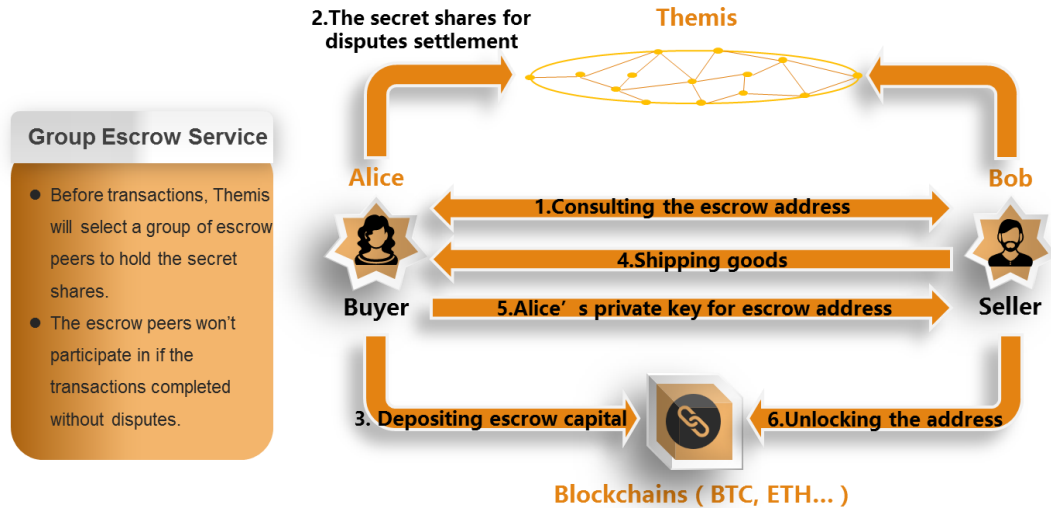 2.The secret shares for
disputes settlement
Themis
Group Escrow Service
● Before transactions, Themis
will select a group of escrow
peers to hold the secret
shares.
● The escrow peers won't
participate in if the
transactions completed
without disputes.
Alice
Bob
1.Consulting the escrow address
4.Shipping goods
5.Alice’s private key for escrow address
Buyer
Seller
3. Depositing escrow capital
6.Unlocking the address
Blockchains ( BTC, ETH... )